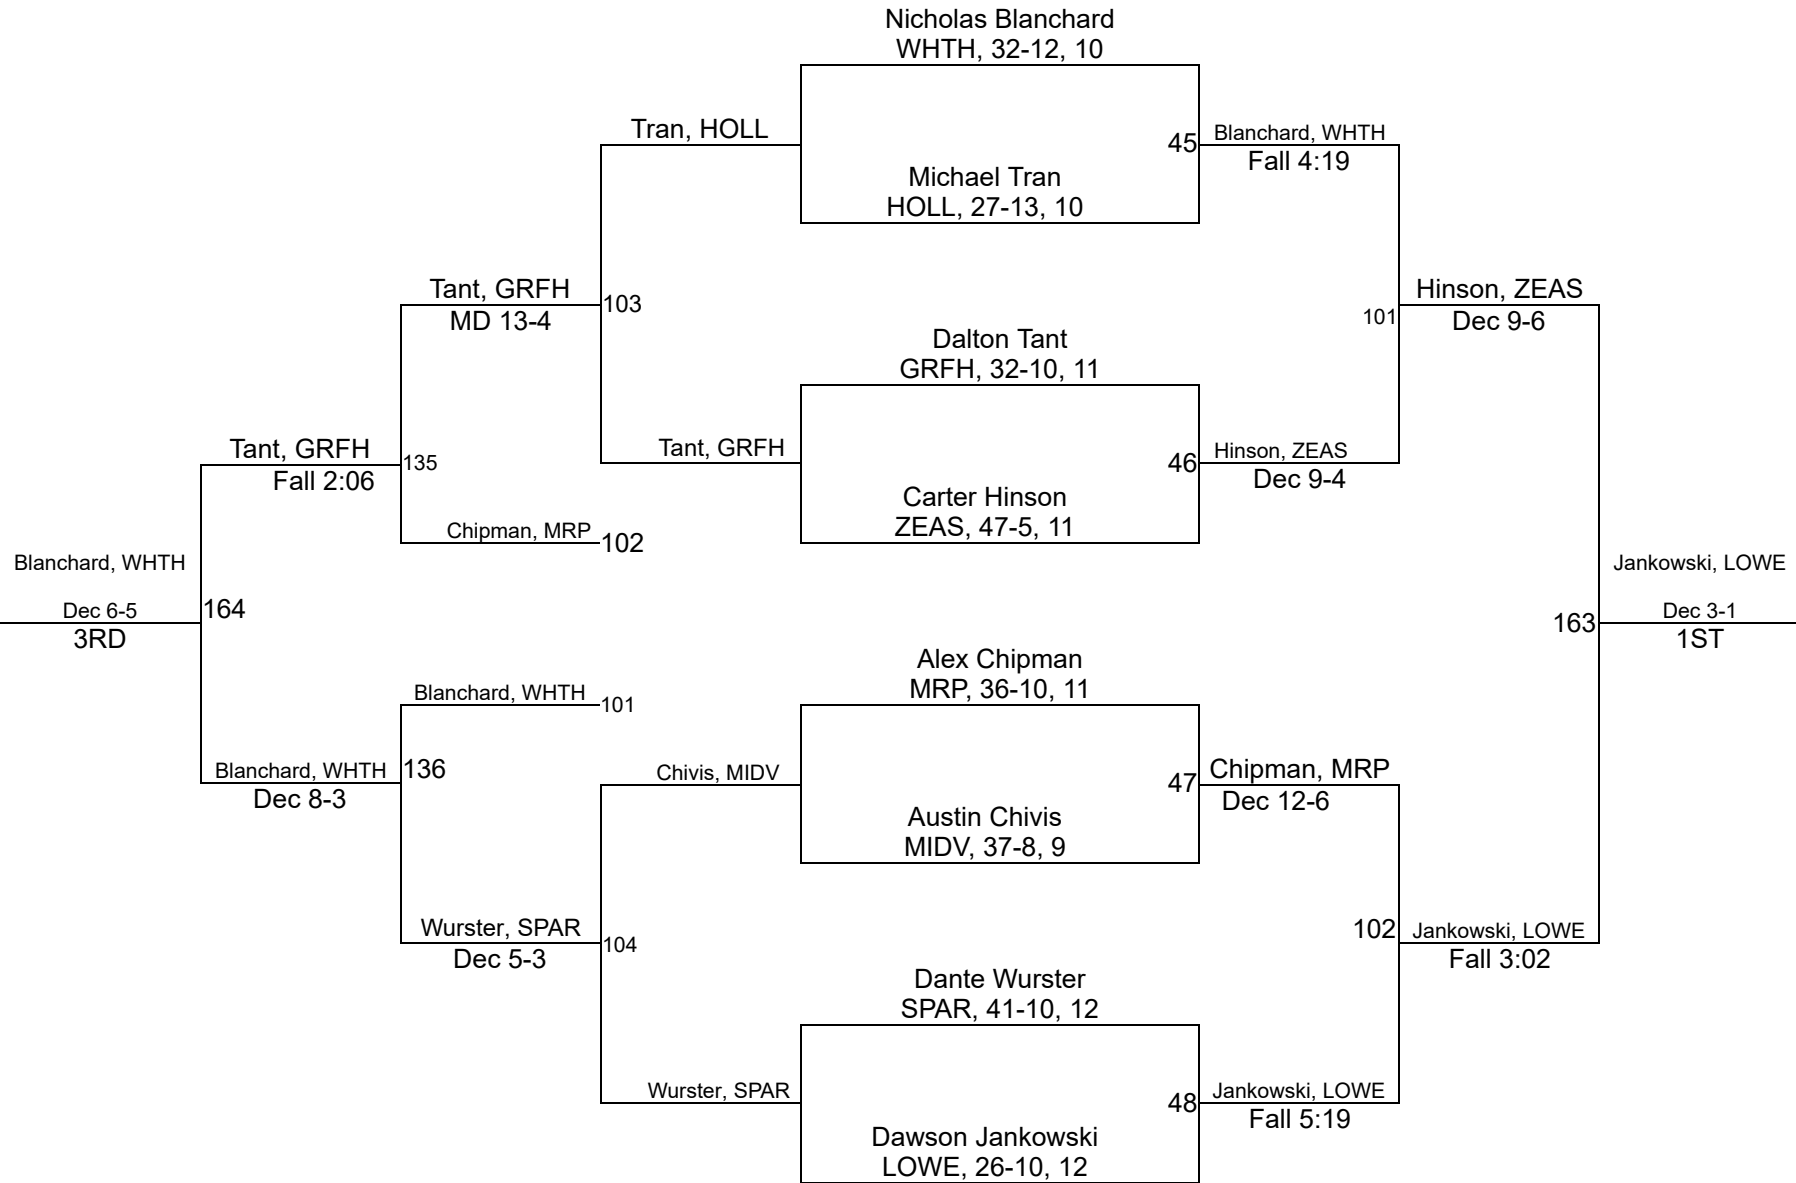 Nicholas Blanchard
WHTH, 32-12, 10
Tran, HOLL
45
Blanchard, WHTH
Fall 4:19
Michael Tran
HOLL, 27-13, 10
Tant, GRFH
MD 13-4
103
101
Hinson, ZEAS
Dec 9-6
Dalton Tant
GRFH, 32-10, 11
Tant, GRFH
Fall 2:06
135
Tant, GRFH
46
Hinson, ZEAS
Dec 9-4
Carter Hinson
ZEAS, 47-5, 11
Chipman, MRP
102
Blanchard, WHTH
Dec 6-5
3RD
164
163
Jankowski, LOWE
Dec 3-1
1ST
Alex Chipman
MRP, 36-10, 11
Blanchard, WHTH
101
Blanchard, WHTH
Dec 8-3
136
Chivis, MIDV
47
Chipman, MRP
Dec 12-6
Austin Chivis
MIDV, 37-8, 9
Wurster, SPAR
Dec 5-3
104
102
Jankowski, LOWE
Fall 3:02
Dante Wurster
SPAR, 41-10, 12
Wurster, SPAR
48
Jankowski, LOWE
Fall 5:19
Dawson Jankowski
LOWE, 26-10, 12